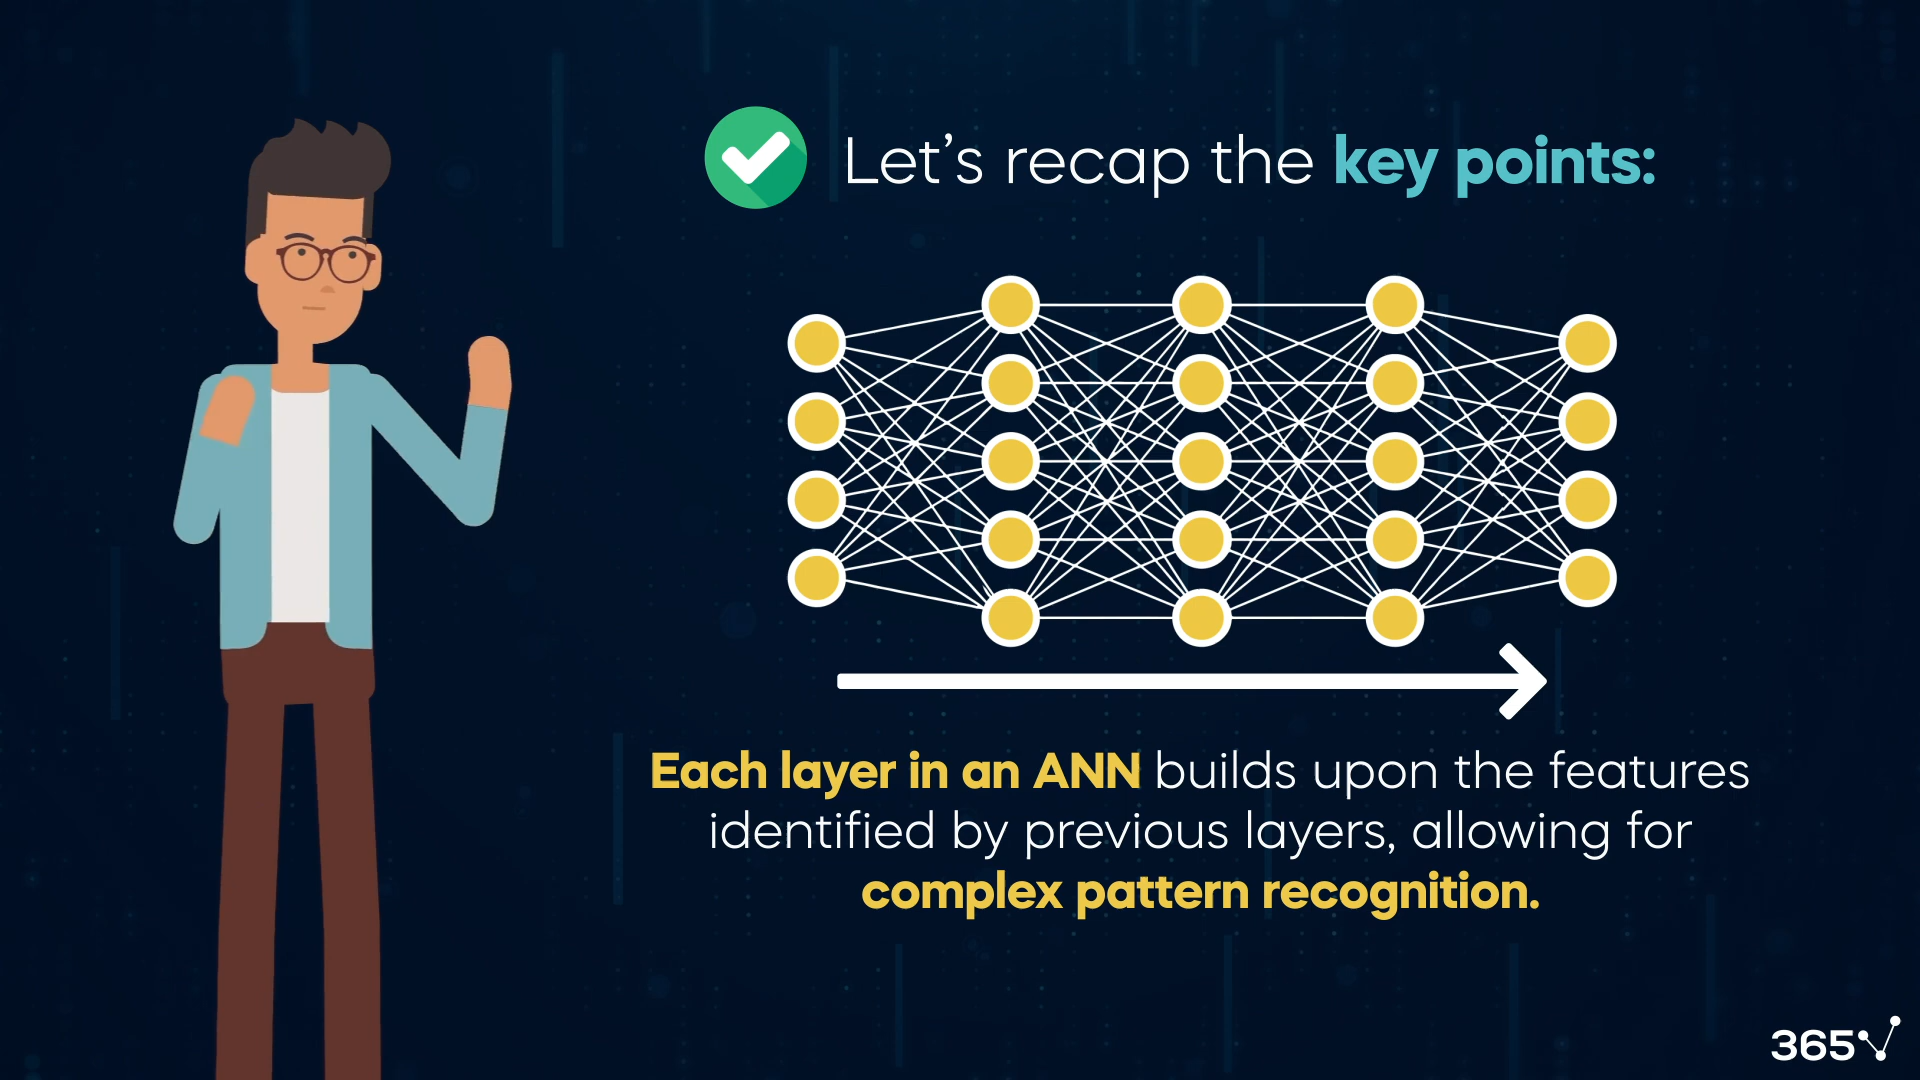 Let’s recap the key points:
Each layer in an ANN builds upon the features
identified by previous layers, allowing for
complex pattern recognition.
365